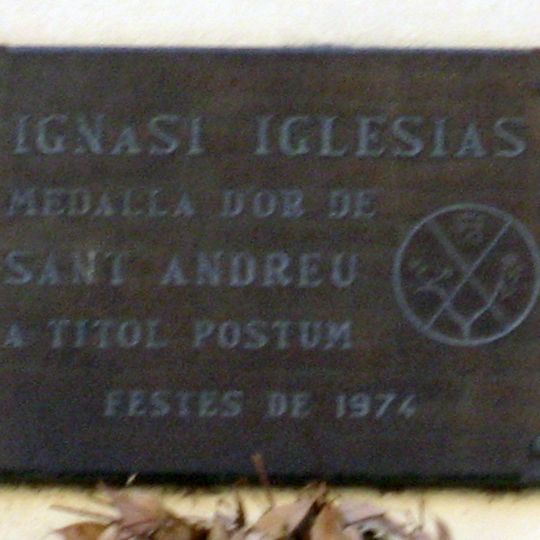 IGNaSI IGLESIaS
MEDALLA D'OR DE
SANT ANDREU
A TITOL POSTUM
FESTES DE 1974